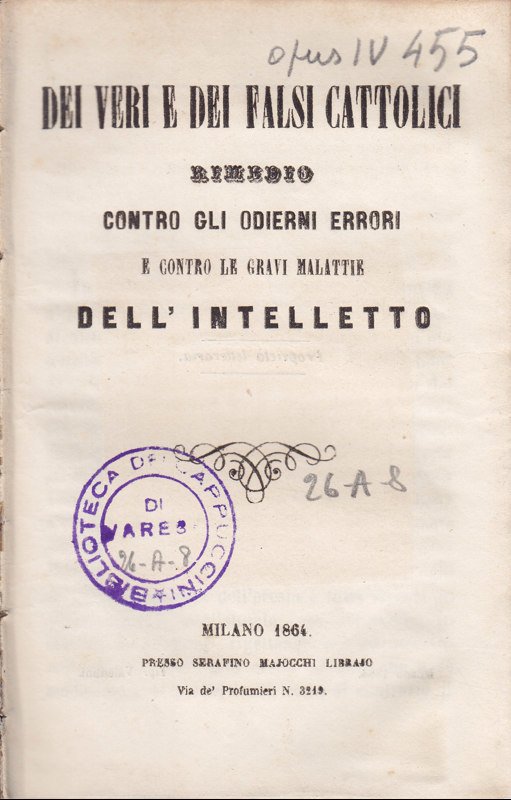 opus IV 455
DEI VERI E DEI FALSI CATTOLICI
RIMEDIO
CONTRO GLI ODIERNI ERRORI
E CONTRO LE GRAVI MALATTIE
DELL' INTELLETTO
Proprietà letteraria.
BIBLIOTECA DEI CAPPUCCINI
DI
VARESE
26-A-8
26-A-8
MILANO 1864.
PRESSO SERAFINO MAJOCCHI LIBRAJO
Via de' Profumieri N. 3219.